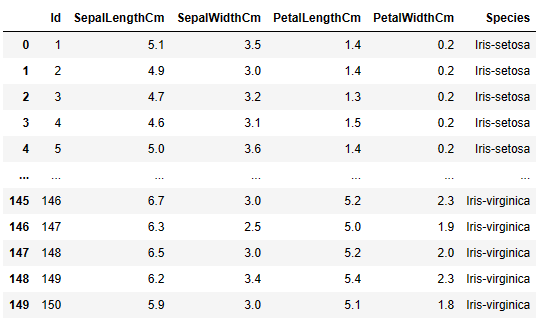 Id SepalLengthCm SepalWidthCm PetalLengthCm PetalWidthCm Species
0 1 5.1 3.5 1.4 0.2 Iris-setosa
1 2 4.9 3.0 1.4 0.2 Iris-setosa
2 3 4.7 3.2 1.3 0.2 Iris-setosa
3 4 4.6 3.1 1.5 0.2 Iris-setosa
4 5 5.0 3.6 1.4 0.2 Iris-setosa
... ... ... ... ... ... ...
145 146 6.7 3.0 5.2 2.3 Iris-virginica
146 147 6.3 2.5 5.0 1.9 Iris-virginica
147 148 6.5 3.0 5.2 2.0 Iris-virginica
148 149 6.2 3.4 5.4 2.3 Iris-virginica
149 150 5.9 3.0 5.1 1.8 Iris-virginica